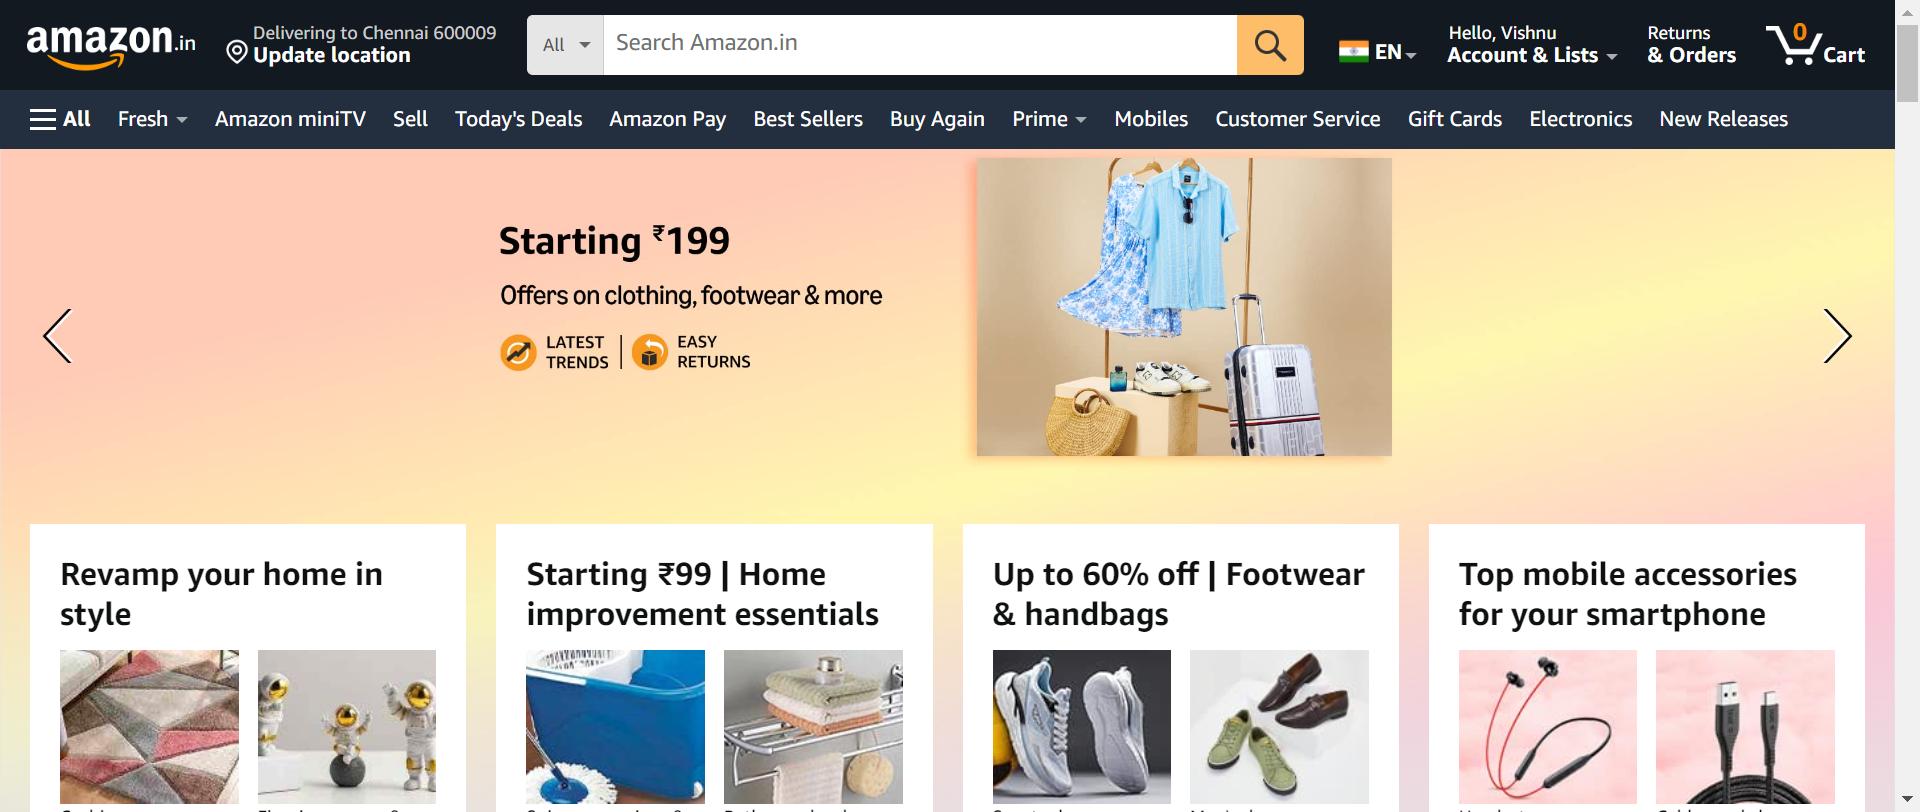 amazon.in
Delivering to Chennai 600009
Update location
All
Search Amazon.in
EN
Hello, Vishnu
Account & Lists
Returns
& Orders
0
Cart
All Fresh Amazon miniTV Sell Today's Deals Amazon Pay Best Sellers Buy Again Prime Mobiles Customer Service Gift Cards Electronics New Releases
Starting ₹199
Offers on clothing, footwear & more
LATEST
TRENDS
EASY
RETURNS
Revamp your home in
style
Starting ₹99 | Home
improvement essentials
Up to 60% off | Footwear
& handbags
Top mobile accessories
for your smartphone